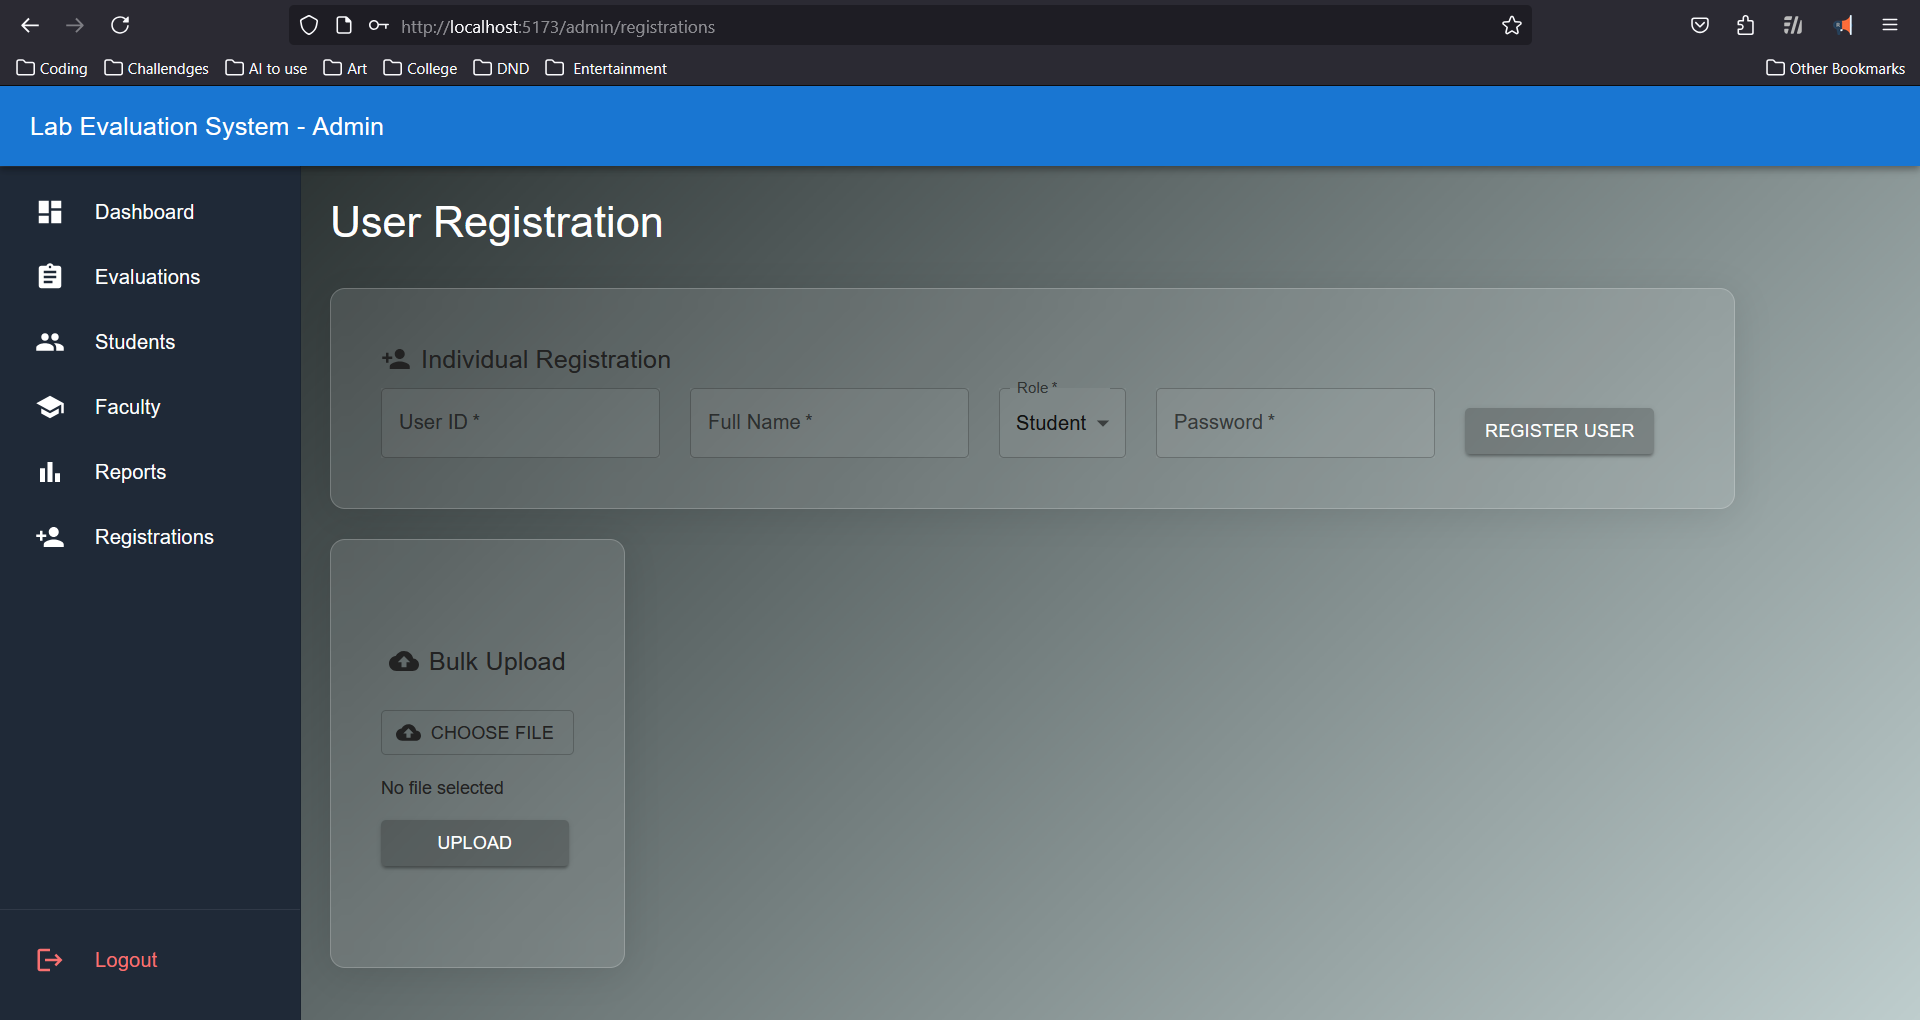 http://localhost:5173/admin/registrations
Coding Challendges AI to use Art College DND Entertainment Other Bookmarks
Lab Evaluation System - Admin
Dashboard
Evaluations
Students
Faculty
Reports
Registrations
Logout
User Registration
Individual Registration
User ID *
Full Name *
Role *
Student
Password *
REGISTER USER
Bulk Upload
CHOOSE FILE
No file selected
UPLOAD